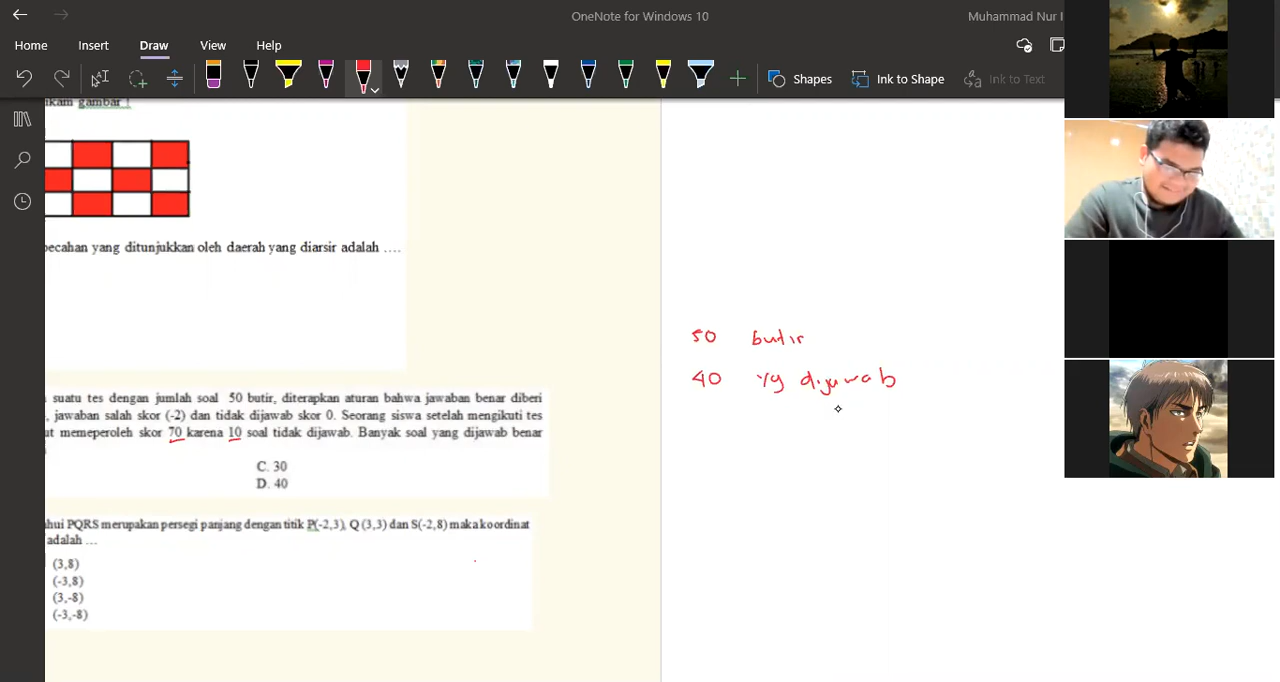 OneNote for Windows 10
Muhammad Nur I
Home Insert Draw View Help
Shapes Ink to Shape Ink to Text
gambar !
pecahan yang ditunjukkan oleh daerah yang diarsir adalah ....
suatu tes dengan jumlah soal 50 butir, diterapkan aturan bahwa jawaban benar diberi
, jawaban salah skor (-2) dan tidak dijawab skor 0. Seorang siswa setelah mengikuti tes
ut memeperoleh skor 70 karena 10 soal tidak dijawab. Banyak soal yang dijawab benar
C. 30
D. 40
hui PQRS merupakan persegi panjang dengan titik P(-2,3), Q (3,3) dan S(-2,8) maka koordinat
adalah ...
(3,8)
(-3,8)
(3,-8)
(-3,-8)
50 butir
40 yg dijawab